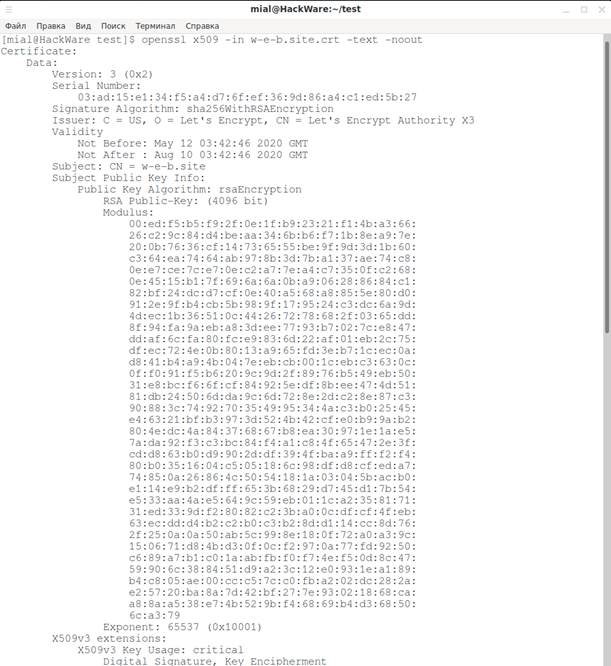 mial@HackWare:~/test
Файл Правка Вид Поиск Терминал Справка
[mial@HackWare test]$ openssl x509 -in w-e-b.site.crt -text -noout
Certificate:
Data:
Version: 3 (0x2)
Serial Number:
03:ad:15:e1:34:f5:a4:d7:6f:ef:36:9d:86:a4:c1:ed:5b:27
Signature Algorithm: sha256WithRSAEncryption
Issuer: C = US, O = Let's Encrypt, CN = Let's Encrypt Authority X3
Validity
Not Before: May 12 03:42:46 2020 GMT
Not After : Aug 10 03:42:46 2020 GMT
Subject: CN = w-e-b.site
Subject Public Key Info:
Public Key Algorithm: rsaEncryption
RSA Public-Key: (4096 bit)
Modulus:
00:ed:f5:b5:f9:2f:0e:1f:b9:23:21:f1:4b:a3:66:
26:c2:9c:84:d4:be:aa:34:6b:b6:f7:1b:8e:a9:7e:
20:0b:76:36:cf:14:73:65:55:be:9f:9d:3d:1b:60:
c3:64:ea:74:64:ab:97:8b:3d:7b:a1:37:ae:74:c8:
0e:e7:ce:7c:e7:0e:c2:a7:7e:a4:c7:35:0f:c2:68:
0e:45:15:b1:7f:69:6a:6a:0b:a9:06:28:86:84:c1:
82:bf:24:dc:d7:cf:0e:40:a5:68:a8:85:5e:80:d0:
91:2e:9f:b4:cb:5b:98:9f:17:95:24:c3:dc:6a:9d:
4d:ec:1b:36:51:0c:44:26:72:78:68:2f:03:65:dd:
8f:94:fa:9a:eb:a8:3d:ee:77:93:b7:02:7c:e8:47:
dd:af:6c:fa:80:fc:e9:83:6d:22:af:01:eb:2c:75:
df:ec:72:4e:0b:80:13:a9:65:fd:3e:b7:1c:ec:0a:
d8:41:b4:a9:4b:04:7e:eb:cb:00:1c:eb:c3:63:0c:
0f:f0:91:f5:b6:20:9c:9d:2f:89:76:b5:49:eb:50:
31:e8:bc:f6:6f:cf:84:92:5e:df:8b:ee:47:4d:51:
81:db:24:50:6d:da:9c:6d:72:8e:2d:c2:8e:87:c3:
90:88:3c:74:92:70:35:49:95:34:4a:c3:b0:25:45:
e4:63:21:bf:b3:97:3d:52:4b:42:cf:e0:b9:9a:b2:
80:4e:dc:4a:84:37:68:67:b8:ea:30:97:1e:1a:e5:
7a:da:92:f3:c3:bc:84:f4:a1:c8:4f:65:47:2e:3f:
cd:d8:63:b0:d9:90:2d:df:39:4f:ba:a9:ff:f2:f4:
80:b0:35:16:04:c5:05:18:6c:98:df:d8:cf:ed:a7:
74:85:0a:26:86:4c:50:54:18:1a:03:04:5b:ac:b0:
e1:14:e9:b2:df:ff:65:3b:68:29:d7:45:d1:7b:54:
e5:33:aa:4a:e5:64:9c:59:eb:01:1c:a2:35:81:71:
31:ed:33:9d:f2:80:82:c2:3b:a0:0c:df:cf:4f:eb:
63:ec:dd:d4:b2:c2:b0:c3:b2:8d:d1:14:cc:8d:76:
2f:25:0a:0a:50:ab:5c:99:8e:18:0f:72:a0:a3:9c:
15:06:71:d8:4b:d3:0f:0c:f2:97:0a:77:fd:92:50:
c6:89:a7:b1:c0:1a:ab:fb:f0:f7:4e:f5:0d:8c:47:
59:90:6c:38:84:51:d9:a2:3c:12:e0:93:1e:a1:89:
b4:c8:05:ae:00:cc:c5:7c:c0:fb:a2:02:dc:28:2a:
e2:57:20:ba:8a:7d:42:bf:27:7e:93:02:18:68:ca:
a8:8a:a5:38:e7:4b:52:9b:f4:68:69:b4:d3:68:50:
6c:a3:79
Exponent: 65537 (0x10001)
X509v3 extensions:
X509v3 Key Usage: critical
Digital Signature, Key Encipherment